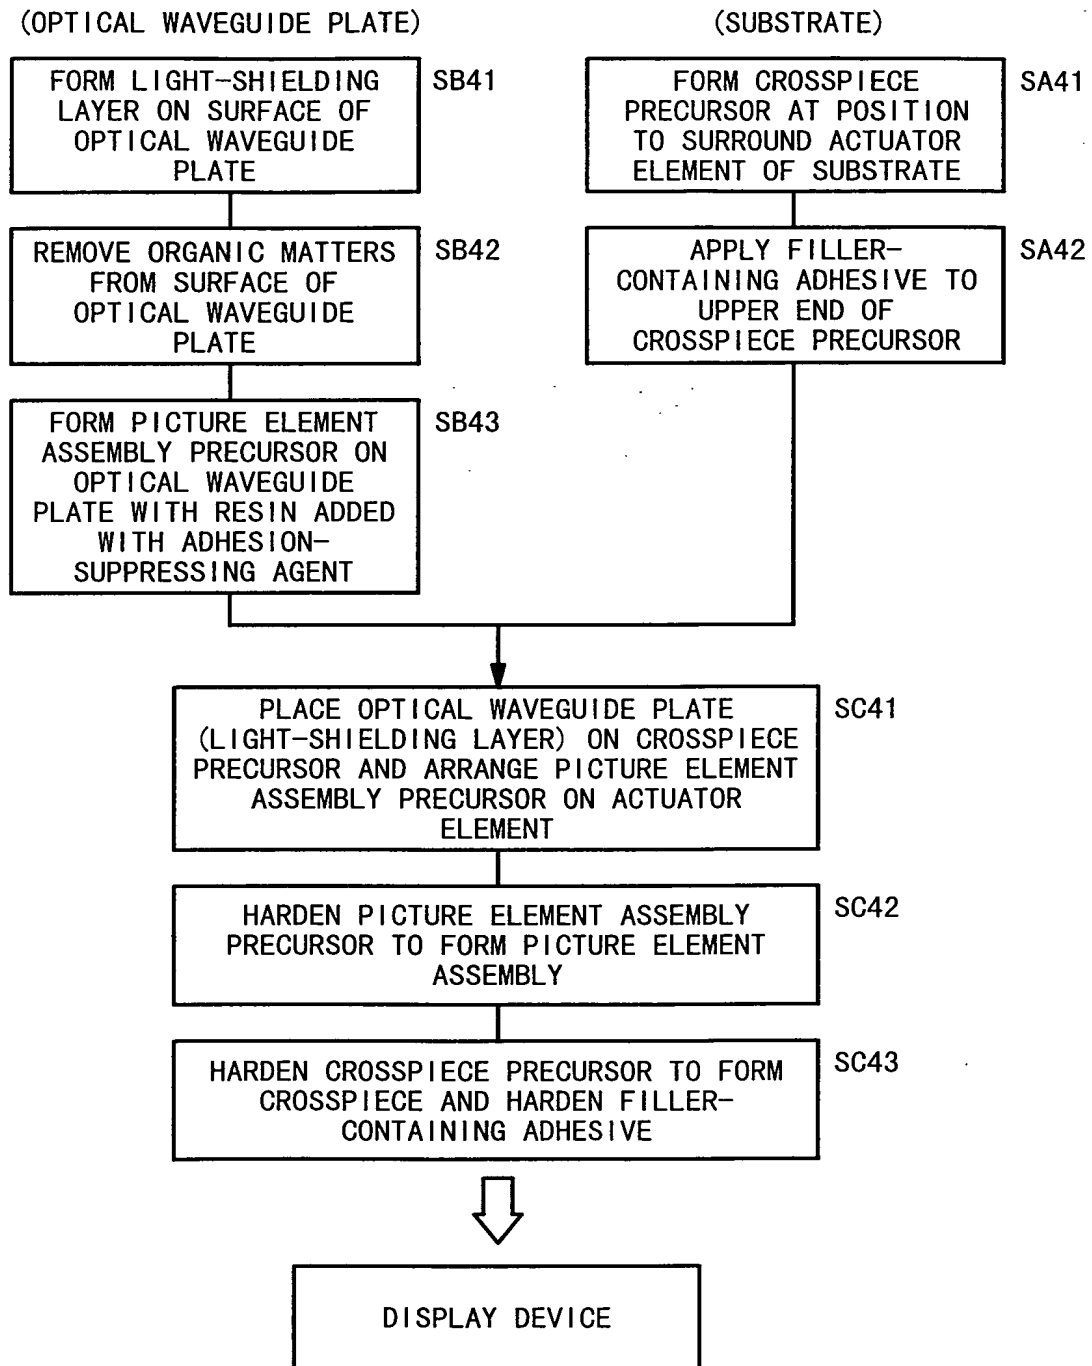 (OPTICAL WAVEGUIDE PLATE)
FORM LIGHT-SHIELDING
LAYER ON SURFACE OF
OPTICAL WAVEGUIDE
PLATE
SB41
REMOVE ORGANIC MATTERS
FROM SURFACE OF
OPTICAL WAVEGUIDE
PLATE
SB42
FORM PICTURE ELEMENT
ASSEMBLY PRECURSOR ON
OPTICAL WAVEGUIDE
PLATE WITH RESIN ADDED
WITH ADHESION-
SUPPRESSING AGENT
SB43
(SUBSTRATE)
FORM CROSSPIECE
PRECURSOR AT POSITION
TO SURROUND ACTUATOR
ELEMENT OF SUBSTRATE
SA41
APPLY FILLER-
CONTAINING ADHESIVE TO
UPPER END OF
CROSSPIECE PRECURSOR
SA42
PLACE OPTICAL WAVEGUIDE PLATE
(LIGHT-SHIELDING LAYER) ON CROSSPIECE
PRECURSOR AND ARRANGE PICTURE ELEMENT
ASSEMBLY PRECURSOR ON ACTUATOR
ELEMENT
SC41
HARDEN PICTURE ELEMENT ASSEMBLY
PRECURSOR TO FORM PICTURE ELEMENT
ASSEMBLY
SC42
HARDEN CROSSPIECE PRECURSOR TO FORM
CROSSPIECE AND HARDEN FILLER-
CONTAINING ADHESIVE
SC43
DISPLAY DEVICE